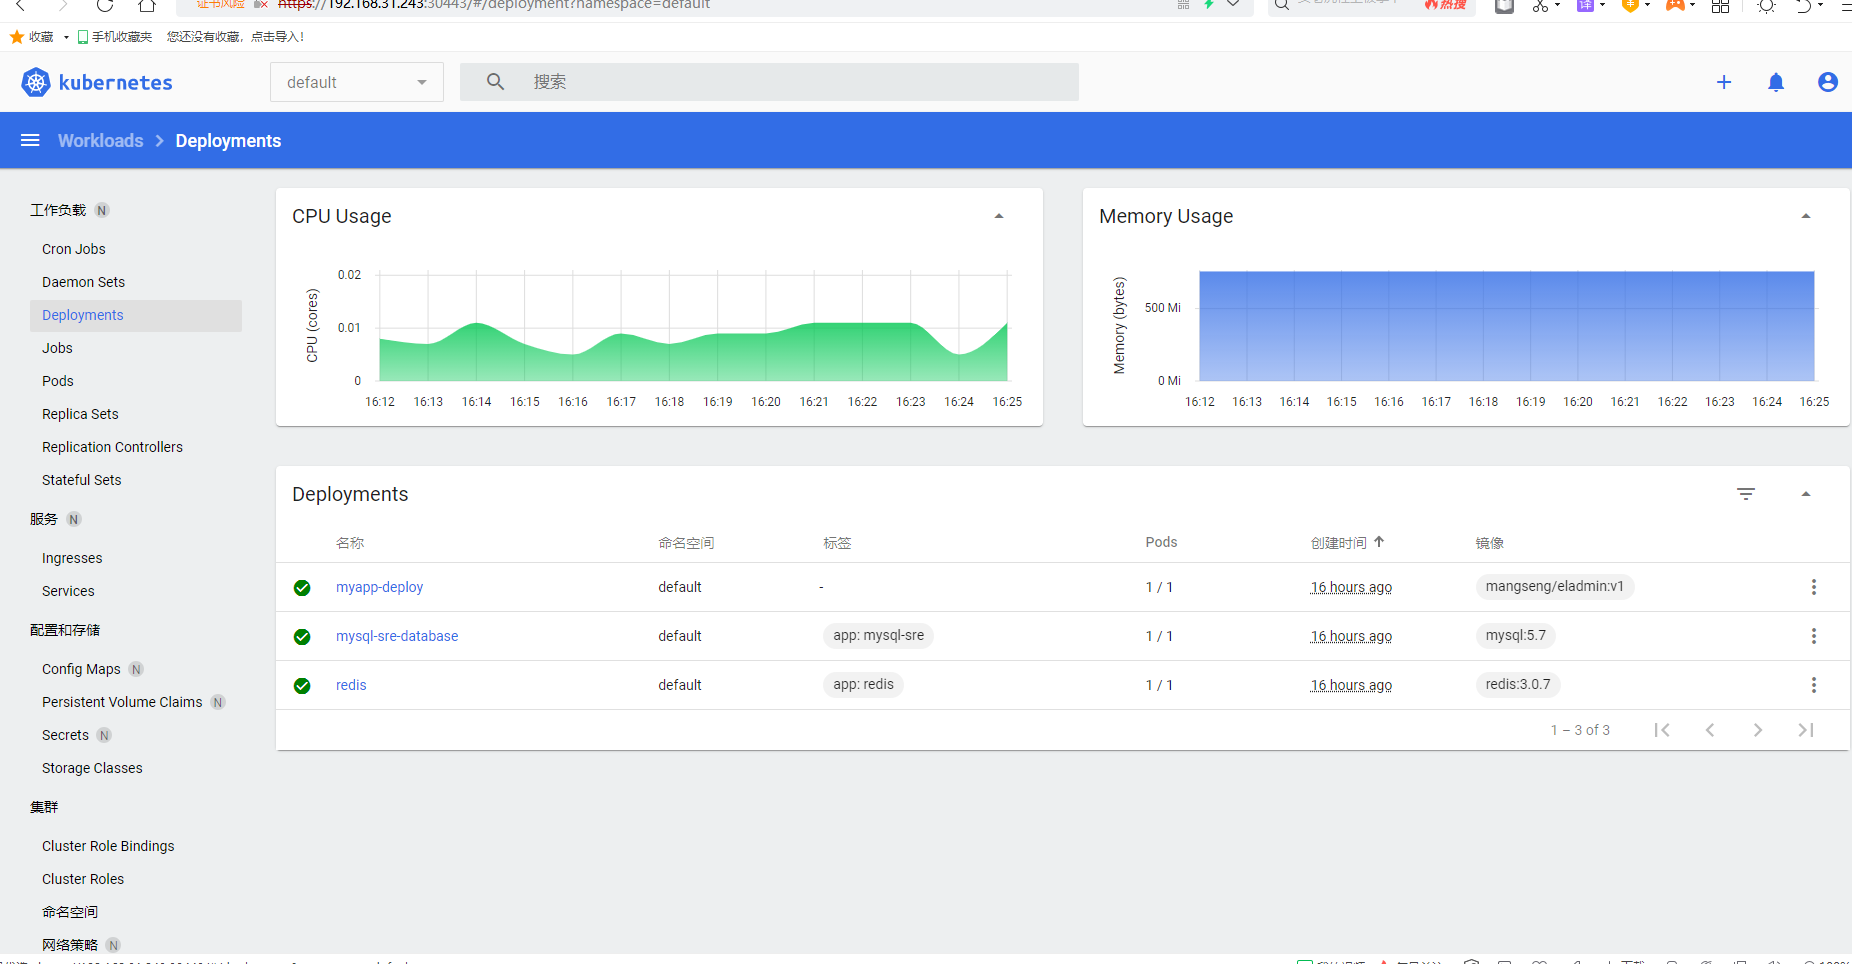 证书风险 https://192.168.31.243:30443/#/deployment?namespace=default 热搜 译
收藏 手机收藏夹 您还没有收藏，点击导入！
kubernetes default 搜索
Workloads Deployments
工作负载 N
Cron Jobs
Daemon Sets
Deployments
Jobs
Pods
Replica Sets
Replication Controllers
Stateful Sets
服务 N
Ingresses
Services
配置和存储
Config Maps N
Persistent Volume Claims N
Secrets N
Storage Classes
集群
Cluster Role Bindings
Cluster Roles
命名空间
网络策略 N
CPU Usage
CPU (cores)
0.02
0.01
0
16:12 16:13 16:14 16:15 16:16 16:17 16:18 16:19 16:20 16:21 16:22 16:23 16:24 16:25
Memory Usage
Memory (bytes)
500 Mi
0 Mi
16:12 16:13 16:14 16:15 16:16 16:17 16:18 16:19 16:20 16:21 16:22 16:23 16:24 16:25
Deployments
名称 命名空间 标签 Pods 创建时间 镜像
myapp-deploy default - 1 / 1 16 hours ago mangseng/eladmin:v1
mysql-sre-database default app: mysql-sre 1 / 1 16 hours ago mysql:5.7
redis default app: redis 1 / 1 16 hours ago redis:3.0.7
1 – 3 of 3